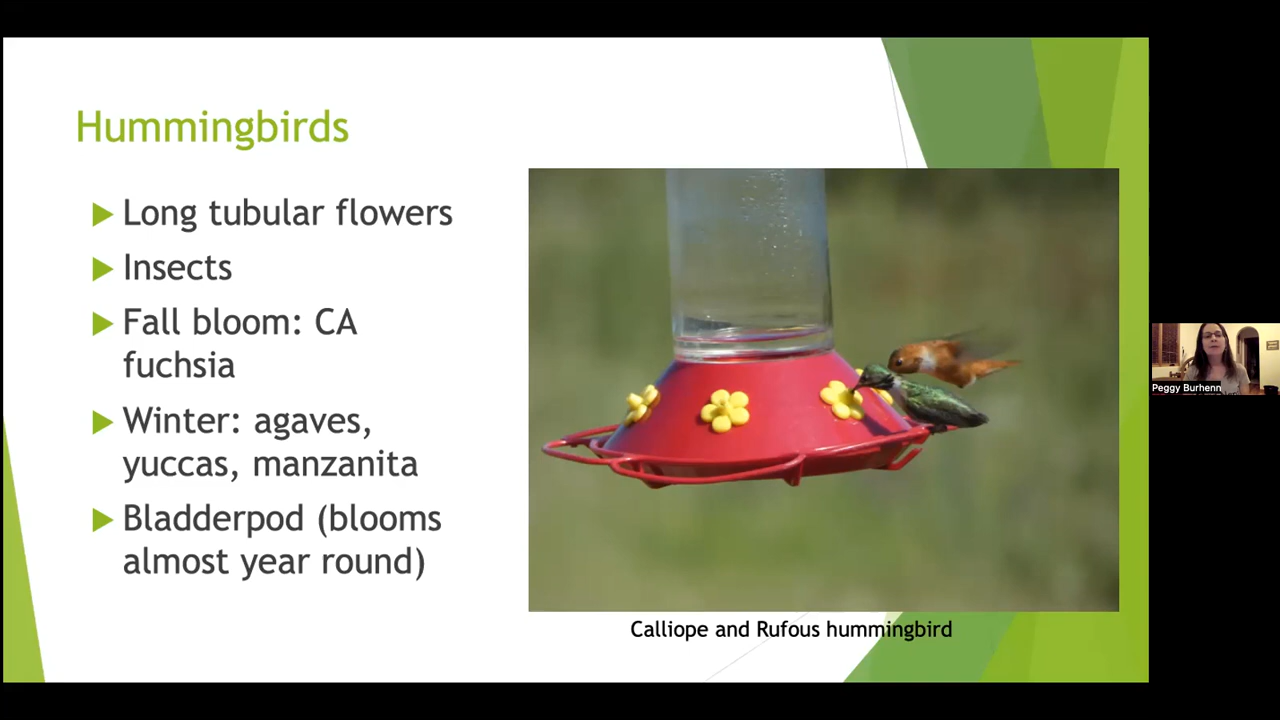 Hummingbirds
Long tubular flowers
Insects
Fall bloom: CA
fuchsia
Winter: agaves,
yuccas, manzanita
Bladderpod (blooms
almost year round)
Calliope and Rufous hummingbird
Peggy Burhenn